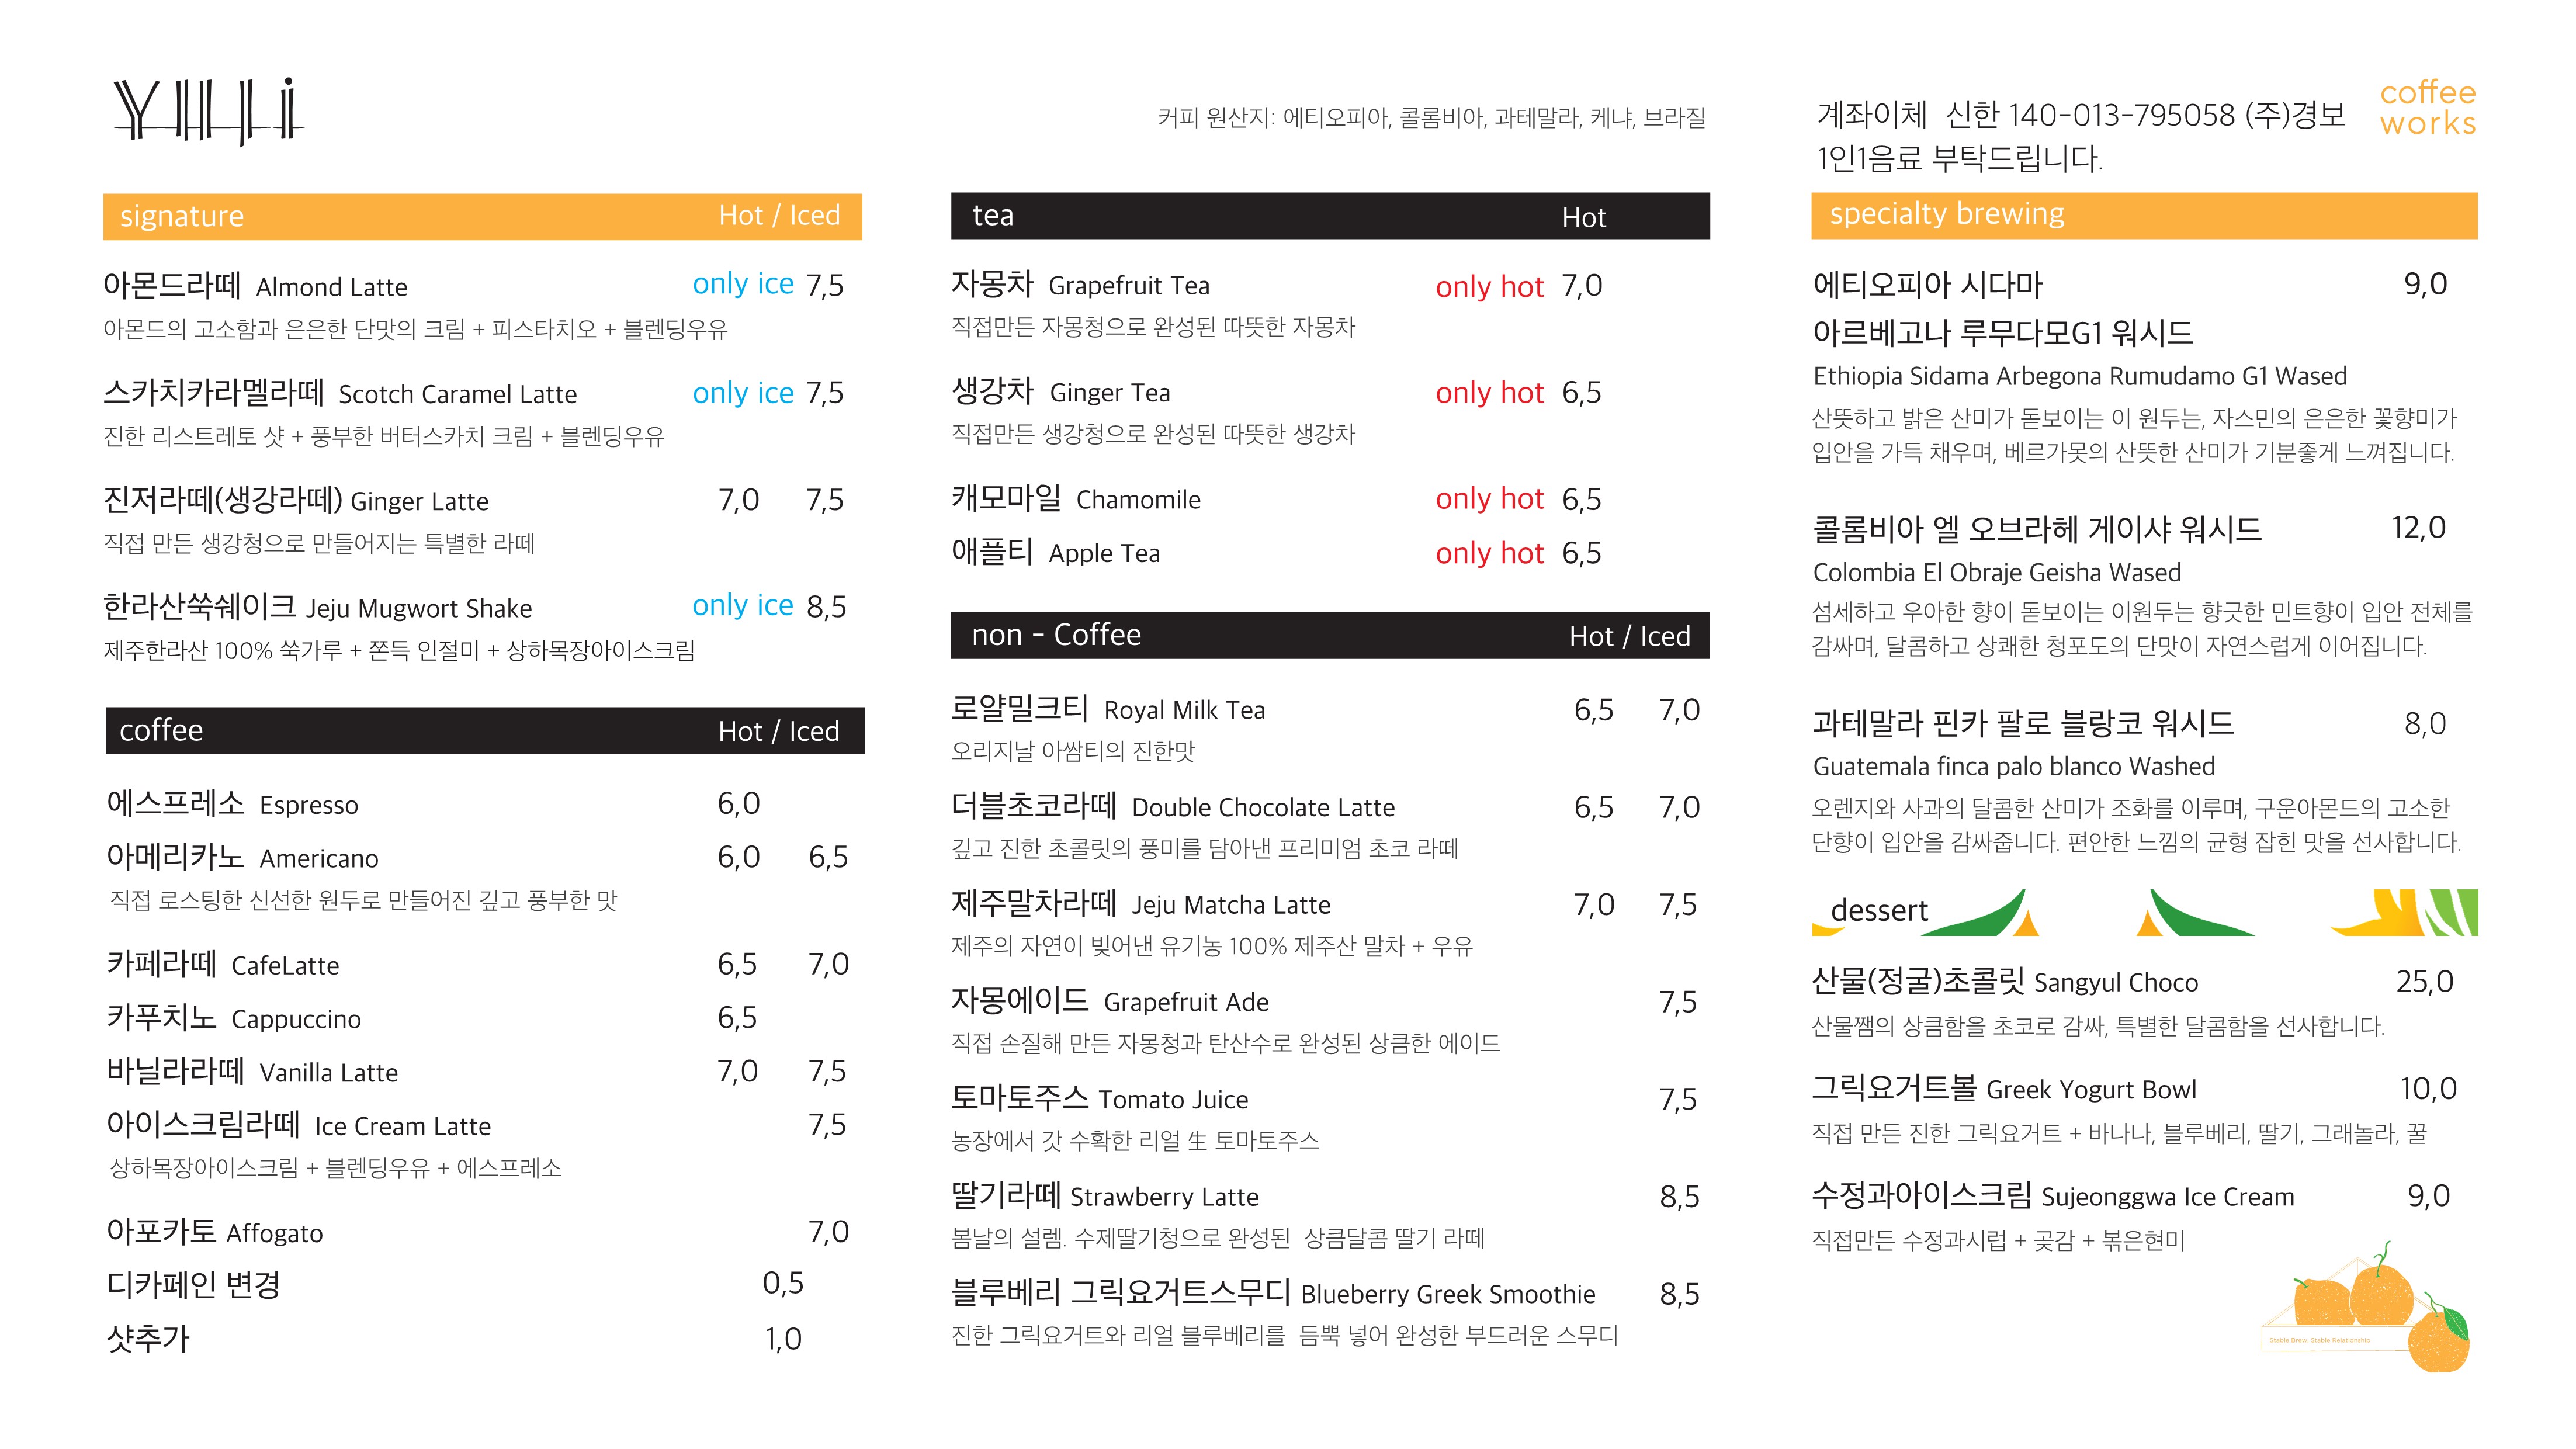 Yilli
커피 원산지: 에티오피아, 콜롬비아, 과테말라, 케냐, 브라질
계좌이체 신한 140-013-795058 (주)경보
1인1음료 부탁드립니다.
coffee
works
signature Hot / Iced
아몬드라떼 Almond Latte only ice 7,5
아몬드의 고소함과 은은한 단맛의 크림 + 피스타치오 + 블렌딩우유
스카치카라멜라떼 Scotch Caramel Latte only ice 7,5
진한 리스트레토 샷 + 풍부한 버터스카치 크림 + 블렌딩우유
진저라떼(생강라떼) Ginger Latte 7,0 7,5
직접 만든 생강청으로 만들어지는 특별한 라떼
한라산쑥쉐이크 Jeju Mugwort Shake only ice 8,5
제주한라산 100% 쑥가루 + 쫀득 인절미 + 상하목장아이스크림
coffee Hot / Iced
에스프레소 Espresso 6,0
아메리카노 Americano 6,0 6,5
직접 로스팅한 신선한 원두로 만들어진 깊고 풍부한 맛
카페라떼 CafeLatte 6,5 7,0
카푸치노 Cappuccino 6,5
바닐라라떼 Vanilla Latte 7,0 7,5
아이스크림라떼 Ice Cream Latte 7,5
상하목장아이스크림 + 블렌딩우유 + 에스프레소
아포카토 Affogato 7,0
디카페인 변경 0,5
샷추가 1,0
tea Hot
자몽차 Grapefruit Tea only hot 7,0
직접만든 자몽청으로 완성된 따뜻한 자몽차
생강차 Ginger Tea only hot 6,5
직접만든 생강청으로 완성된 따뜻한 생강차
캐모마일 Chamomile only hot 6,5
애플티 Apple Tea only hot 6,5
non - Coffee Hot / Iced
로얄밀크티 Royal Milk Tea 6,5 7,0
오리지날 아쌈티의 진한맛
더블초코라떼 Double Chocolate Latte 6,5 7,0
깊고 진한 초콜릿의 풍미를 담아낸 프리미엄 초코 라떼
제주말차라떼 Jeju Matcha Latte 7,0 7,5
제주의 자연이 빚어낸 유기농 100% 제주산 말차 + 우유
자몽에이드 Grapefruit Ade 7,5
직접 손질해 만든 자몽청과 탄산수로 완성된 상큼한 에이드
토마토주스 Tomato Juice 7,5
농장에서 갓 수확한 리얼 生 토마토주스
딸기라떼 Strawberry Latte 8,5
봄날의 설렘. 수제딸기청으로 완성된 상큼달콤 딸기 라떼
블루베리 그릭요거트스무디 Blueberry Greek Smoothie 8,5
진한 그릭요거트와 리얼 블루베리를 듬뿍 넣어 완성한 부드러운 스무디
specialty brewing
에티오피아 시다마 9,0
아르베고나 루무다모G1 워시드
Ethiopia Sidama Arbegona Rumudamo G1 Wased
산뜻하고 밝은 산미가 돋보이는 이 원두는, 자스민의 은은한 꽃향미가
입안을 가득 채우며, 베르가못의 산뜻한 산미가 기분좋게 느껴집니다.
콜롬비아 엘 오브라헤 게이샤 워시드 12,0
Colombia El Obraje Geisha Wased
섬세하고 우아한 향이 돋보이는 이원두는 향긋한 민트향이 입안 전체를
감싸며, 달콤하고 상쾌한 청포도의 단맛이 자연스럽게 이어집니다.
과테말라 핀카 팔로 블랑코 워시드 8,0
Guatemala finca palo blanco Washed
오렌지와 사과의 달콤한 산미가 조화를 이루며, 구운아몬드의 고소한
단향이 입안을 감싸줍니다. 편안한 느낌의 균형 잡힌 맛을 선사합니다.
dessert
산물(정굴)초콜릿 Sangyul Choco 25,0
산물쨈의 상큼함을 초코로 감싸, 특별한 달콤함을 선사합니다.
그릭요거트볼 Greek Yogurt Bowl 10,0
직접 만든 진한 그릭요거트 + 바나나, 블루베리, 딸기, 그래놀라, 꿀
수정과아이스크림 Sujeonggwa Ice Cream 9,0
직접만든 수정과시럽 + 곶감 + 볶은현미
Stable Brew, Stable Relationship